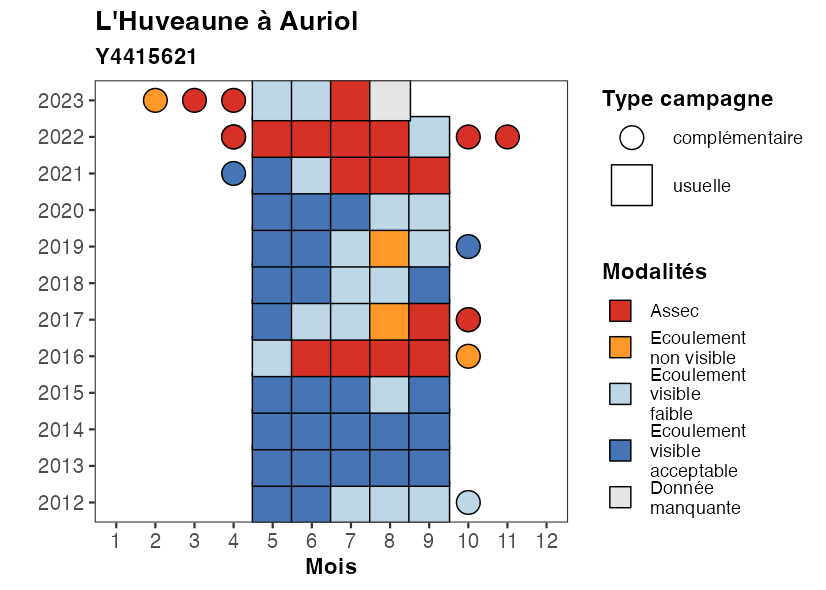 L'Huveaune à Auriol
Y4415621
2023
2022
2021
2020
2019
2018
2017
2016
2015
2014
2013
2012
1 2 3 4 5 6 7 8 9 10 11 12
Mois
Type campagne
complémentaire
usuelle
Modalités
Assec
Ecoulement
non visible
Ecoulement
visible
faible
Ecoulement
visible
acceptable
Donnée
manquante